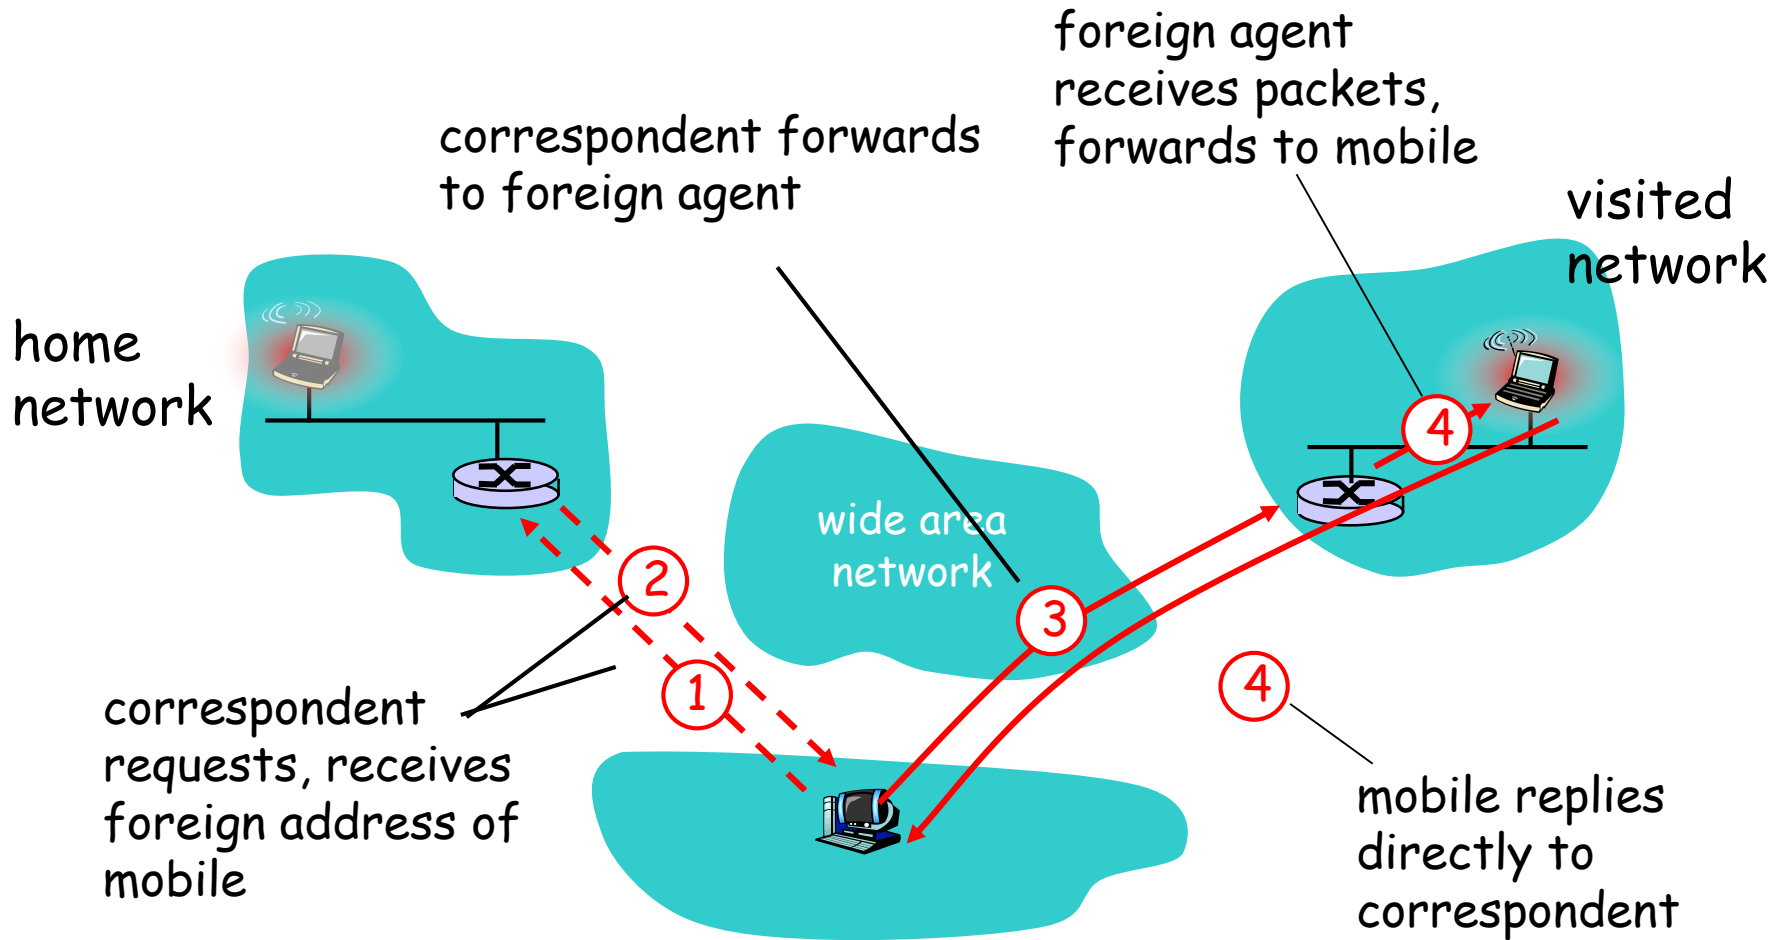 foreign agent
receives packets,
forwards to mobile
correspondent forwards
to foreign agent
visited
network
home
network
4
wide area
network
2
3
1
4
correspondent
requests, receives
foreign address of
mobile
mobile replies
directly to
correspondent